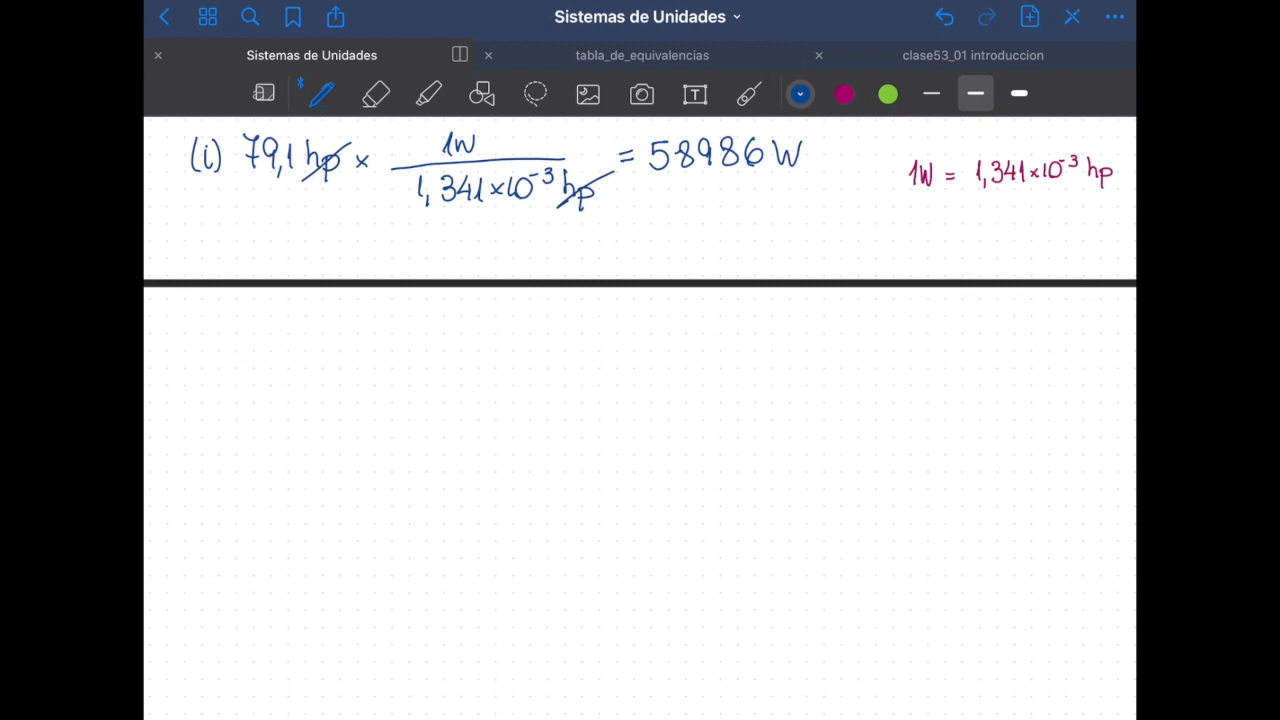 Sistemas de Unidades
Sistemas de Unidades
tabla_de_equivalencias
clase53_01 introduccion
T
(i) 79,1 hp × 1W / 1,341×10⁻³ hp = 58986 W
1W = 1,341×10⁻³ hp